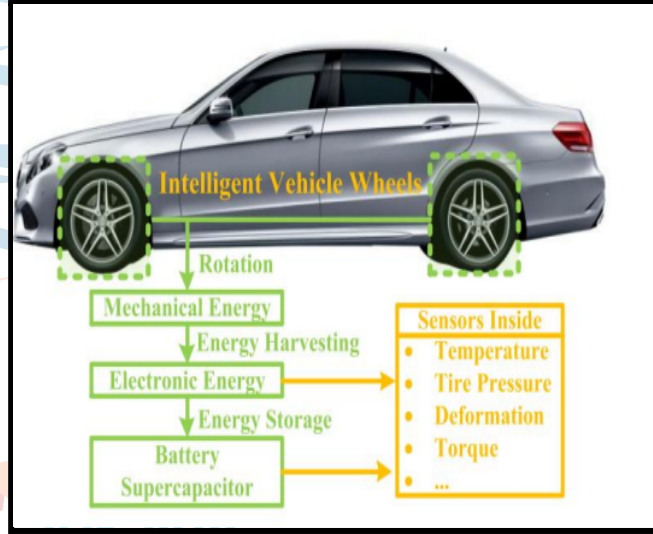 Intelligent Vehicle Wheels
Rotation
Mechanical Energy
Energy Harvesting
Electronic Energy
Energy Storage
Battery
Supercapacitor
Sensors Inside
• Temperature
• Tire Pressure
• Deformation
• Torque
• ...